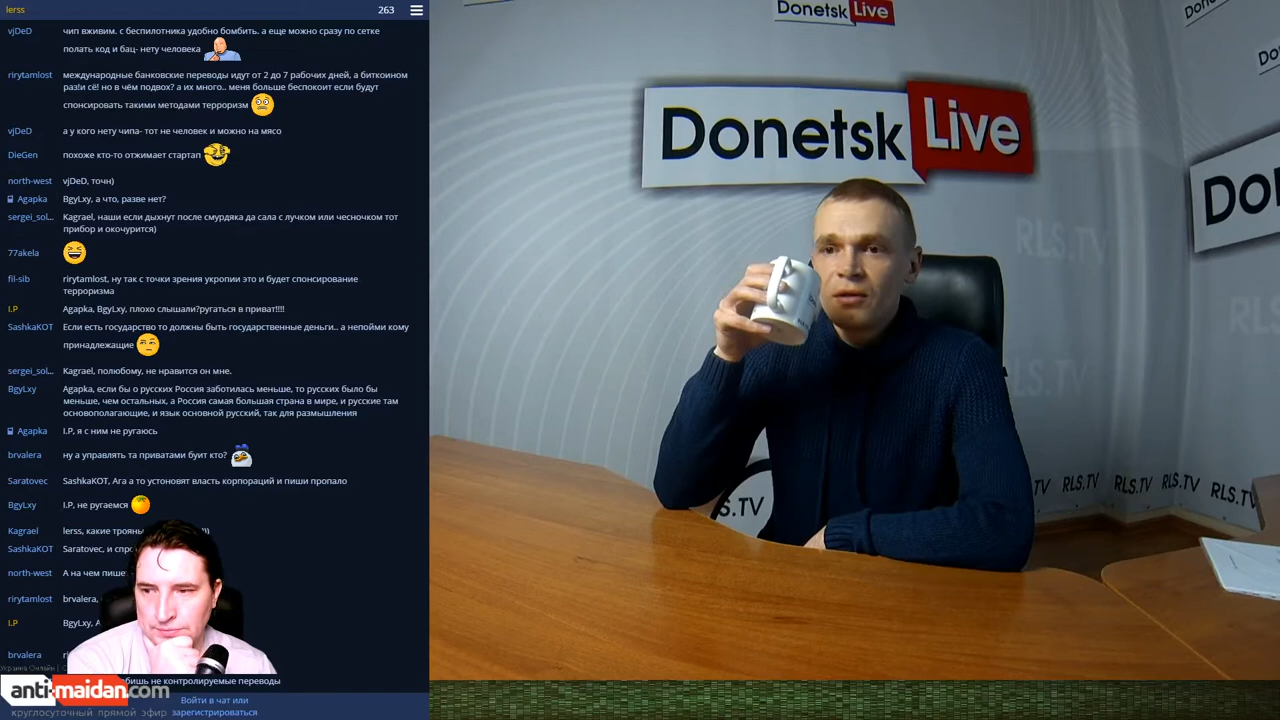 lerss 263
vjDeD чип вживим. с беспилотника удобно бомбить. а еще можно сразу по сетке
полать код и бац- нету человека
rirytamlost международные банковские переводы идут от 2 до 7 рабочих дней, а биткоином
раз!и сё! но в чём подвох? а их много.. меня больше беспокоит если будут
спонсировать такими методами терроризм
vjDeD а у кого нету чипа- тот не человек и можно на мясо
DieGen похоже кто-то отжимает стартап
north-west vjDeD, точн)
Agapka BgyLxy, а что, разве нет?
sergei_sol... Kagrael, наши если дыхнут после смурдяка да сала с лучком или чесночком тот
прибор и окочурится)
77akela
fil-sib rirytamlost, ну так с точки зрения укропии это и будет спонсирование
терроризма
I.P Agapka, BgyLxy, плохо слышали?ругаться в приват!!!!
SashkaKOT Если есть государство то должны быть государственные деньги.. а непойми кому
принадлежащие
sergei_sol... Kagrael, полюбому, не нравится он мне.
BgyLxy Agapka, если бы о русских Россия заботилась меньше, то русских было бы
меньше, чем остальных, а Россия самая большая страна в мире, и русские там
основополагающие, и язык основной русский, так для размышления
Agapka I.P, я с ним не ругаюсь
brvalera ну а управлять та приватами буит кто?
Saratovec SashkaKOT, Ага а то устоновят власть корпораций и пиши пропало
BgyLxy I.P, не ругаемся
Kagrael lerss, какие трояны
SashkaKOT Saratovec, и
north-west А на чем
rirytamlost brvalera,
I.P BgyLxy,
brvalera
не контролируемые переводы
anti-maidan.com
Войти в чат или
круглосуточный прямой эфир зарегистрироваться
Donetsk Live
Donetsk Live
RLS.TV
RLS.TV
RLS.TV
RLS.TV
RLS.TV
S.TV